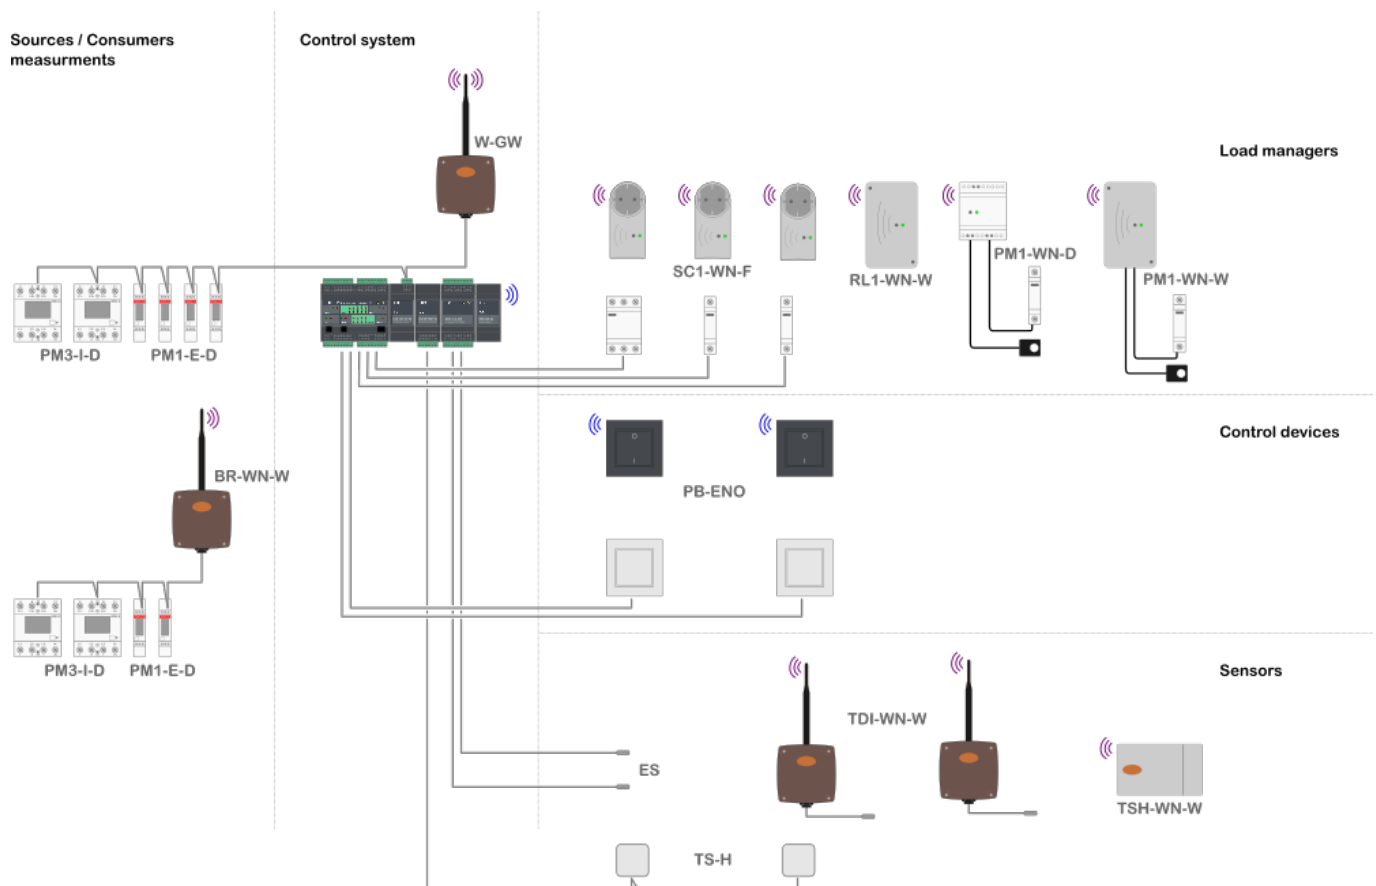 Sources / Consumers
measurments
Control system
W-GW
Load managers
SC1-WN-F
RL1-WN-W
PM1-WN-D
PM1-WN-W
PM3-I-D
PM1-E-D
Control devices
BR-WN-W
PB-ENO
PM3-I-D
PM1-E-D
Sensors
TDI-WN-W
ES
TSH-WN-W
TS-H